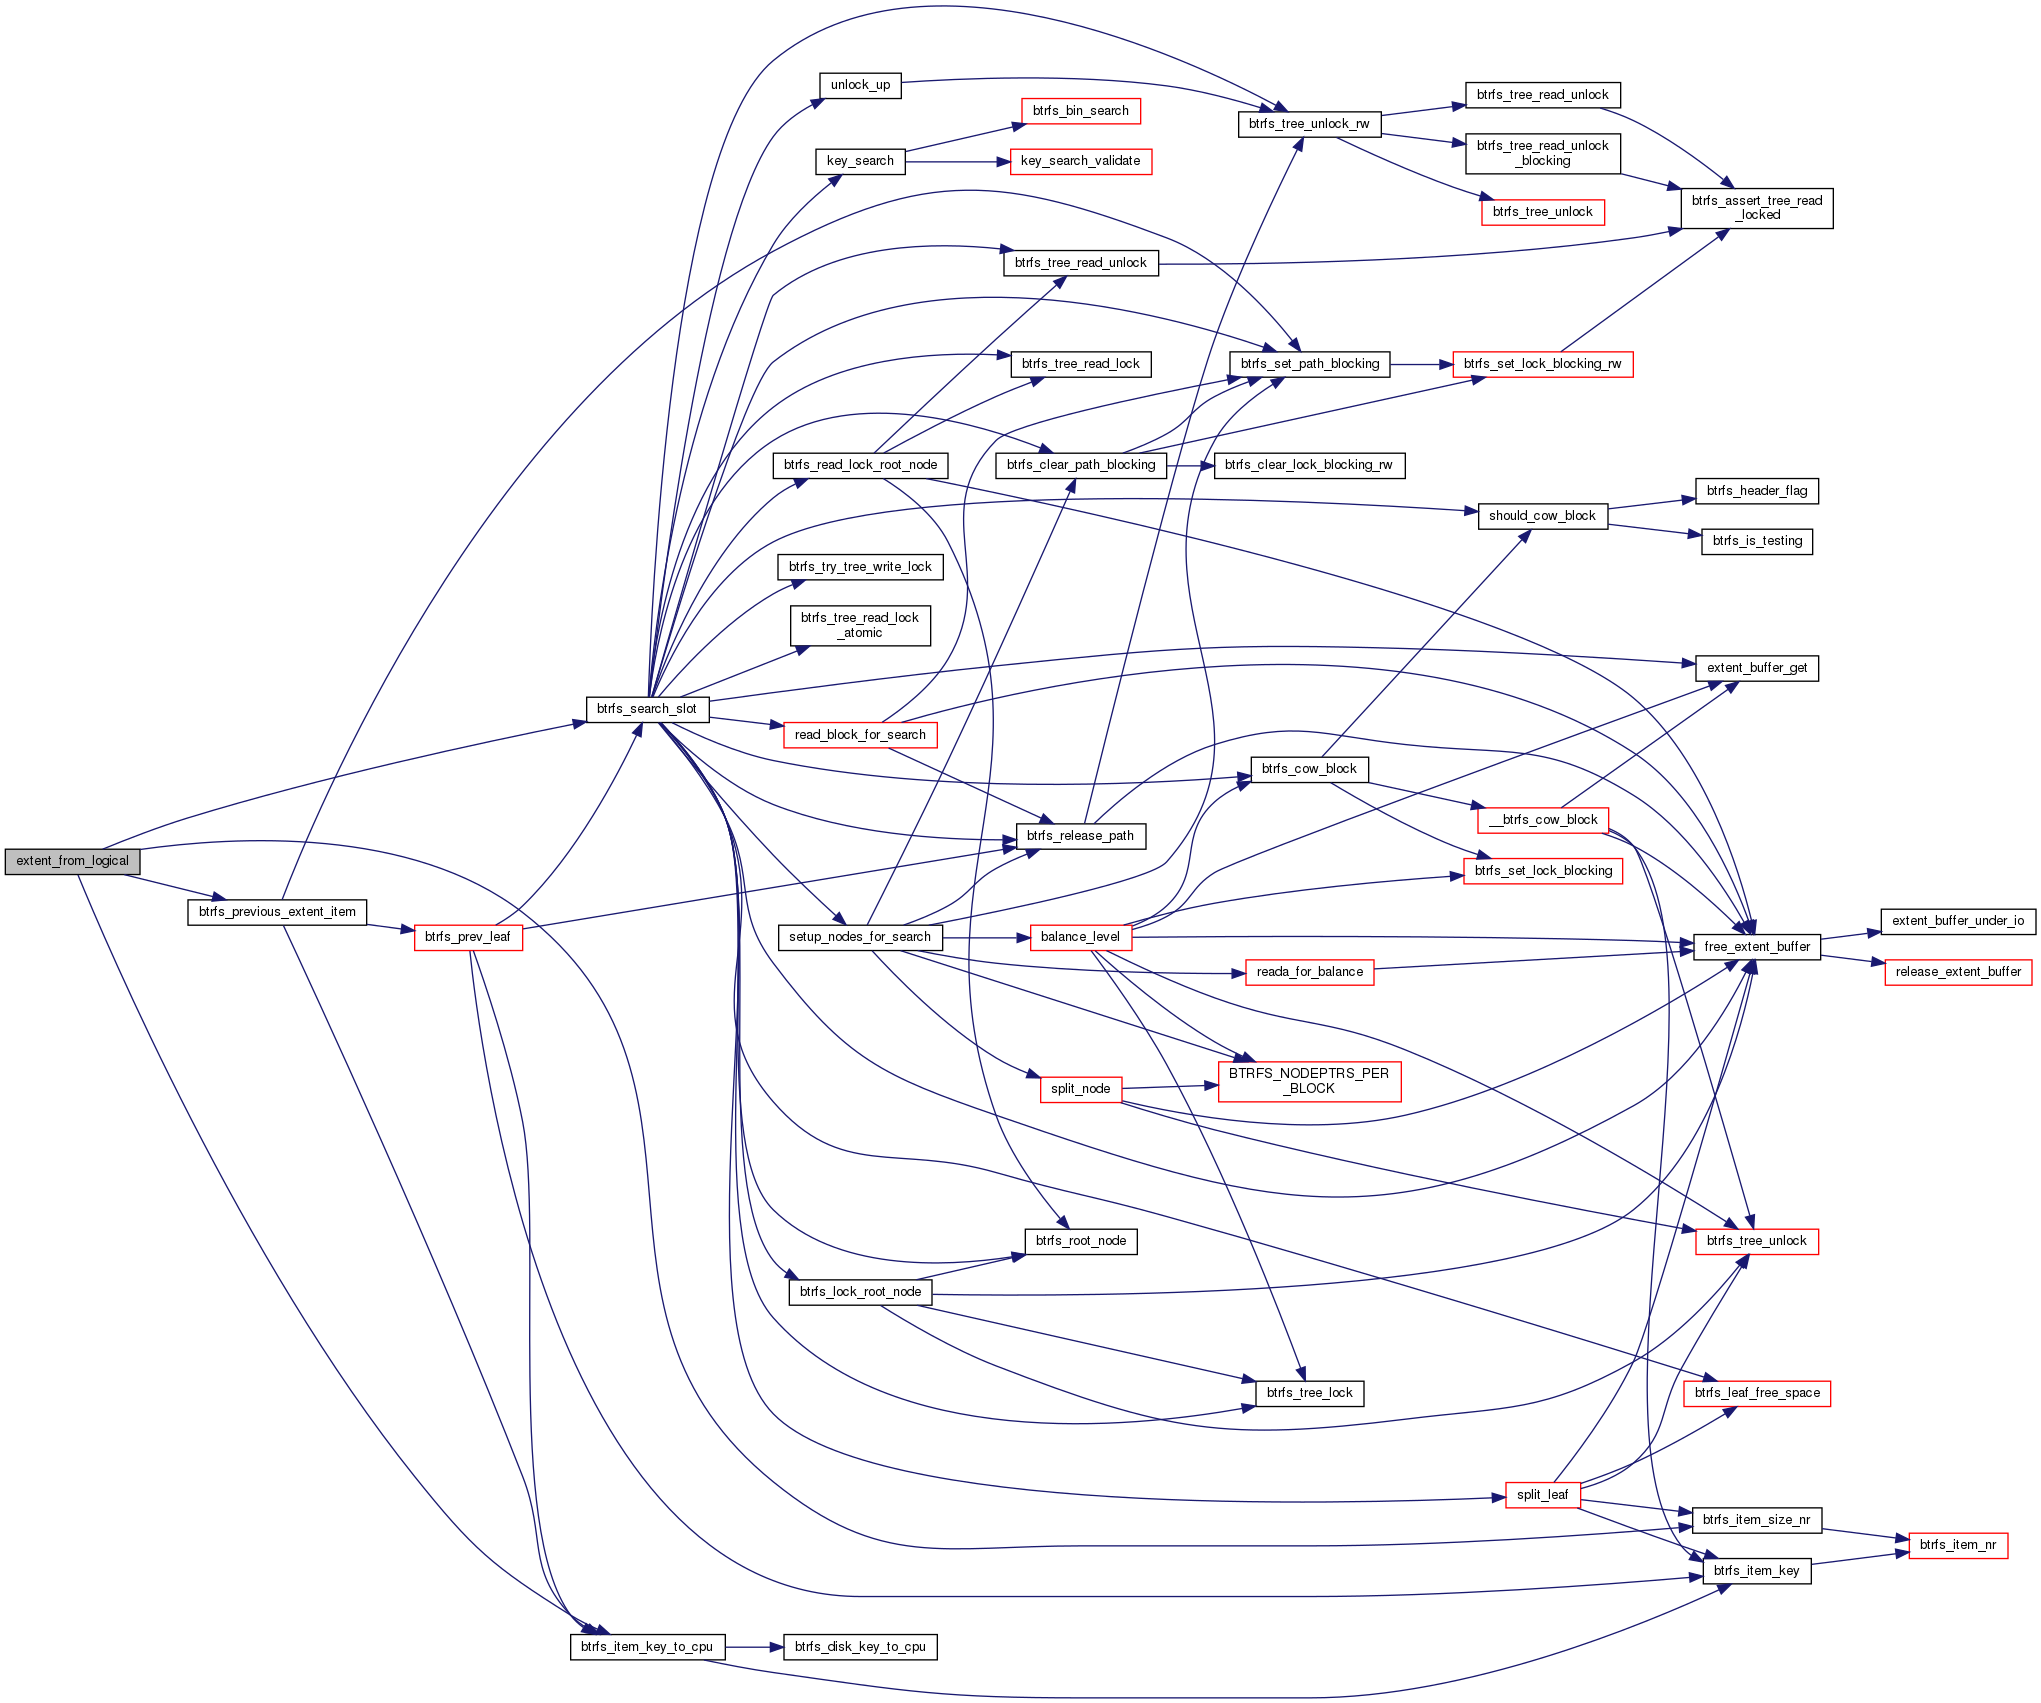 unlock_up
btrfs_tree_read_unlock
btrfs_bin_search
btrfs_tree_unlock_rw
btrfs_tree_read_unlock
_blocking
key_search
key_search_validate
btrfs_tree_unlock
btrfs_assert_tree_read
_locked
btrfs_tree_read_unlock
btrfs_tree_read_lock
btrfs_set_path_blocking
btrfs_set_lock_blocking_rw
btrfs_read_lock_root_node
btrfs_clear_path_blocking
btrfs_clear_lock_blocking_rw
btrfs_header_flag
should_cow_block
btrfs_is_testing
btrfs_try_tree_write_lock
btrfs_tree_read_lock
_atomic
extent_buffer_get
btrfs_search_slot
read_block_for_search
btrfs_cow_block
__btrfs_cow_block
btrfs_release_path
extent_from_logical
btrfs_set_lock_blocking
btrfs_previous_extent_item
btrfs_prev_leaf
setup_nodes_for_search
balance_level
extent_buffer_under_io
free_extent_buffer
reada_for_balance
release_extent_buffer
split_node
BTRFS_NODEPTRS_PER
_BLOCK
btrfs_root_node
btrfs_tree_unlock
btrfs_lock_root_node
btrfs_tree_lock
btrfs_leaf_free_space
split_leaf
btrfs_item_size_nr
btrfs_item_nr
btrfs_item_key
btrfs_item_key_to_cpu
btrfs_disk_key_to_cpu